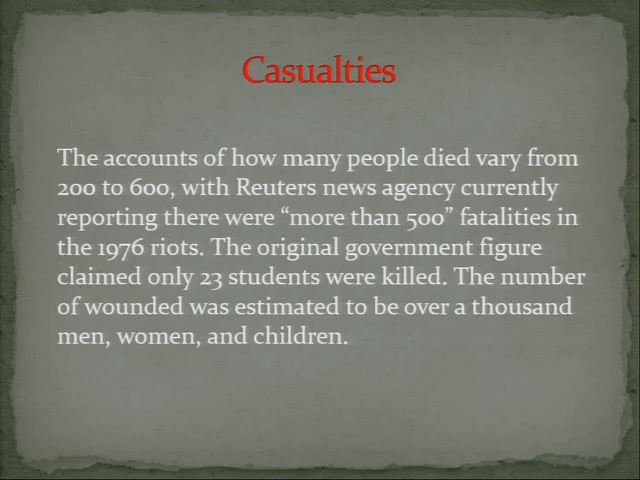 Casualties
The accounts of how many people died vary from
200 to 600, with Reuters news agency currently
reporting there were “more than 500” fatalities in
the 1976 riots. The original government figure
claimed only 23 students were killed. The number
of wounded was estimated to be over a thousand
men, women, and children.